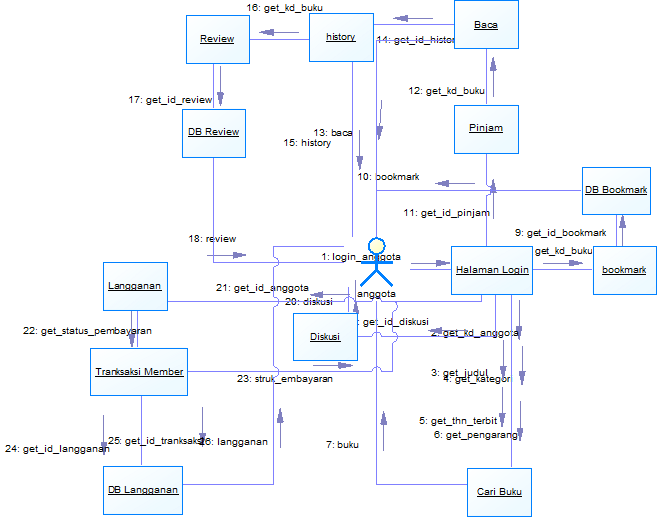 16: get_kd_buku
Review
history
Baca
14: get_id_histor
12: get_kd_buku
17: get_id_review
DB Review
Pinjam
13: baca
15: history
10: bookmark
DB Bookmark
11: get_id_pinjam
9: get_id_bookmark
18: review
get_kd_buku
1: login_anggota
Halaman Login
bookmark
Langganan
21: get_id_anggota
anggota
20: diskusi
get_id_diskusi
22: get_status_pembayaran
Diskusi
2: get_kd_anggota
Tranksaksi Member
23: struk_embayaran
3: get_judul
4: get_kategor
5: get_thn_terbit
6: get_pengarang
24: get_id_langganan
25: get_id_tranksaksi
langganan
7: buku
DB Langganan
Cari Buku